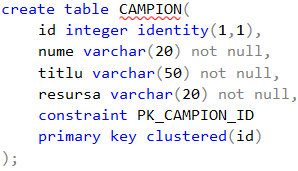 create table CAMPION(
id integer identity(1,1),
nume varchar(20) not null,
titlu varchar(50) not null,
resursa varchar(20) not null,
constraint PK_CAMPION_ID
primary key clustered(id)
);